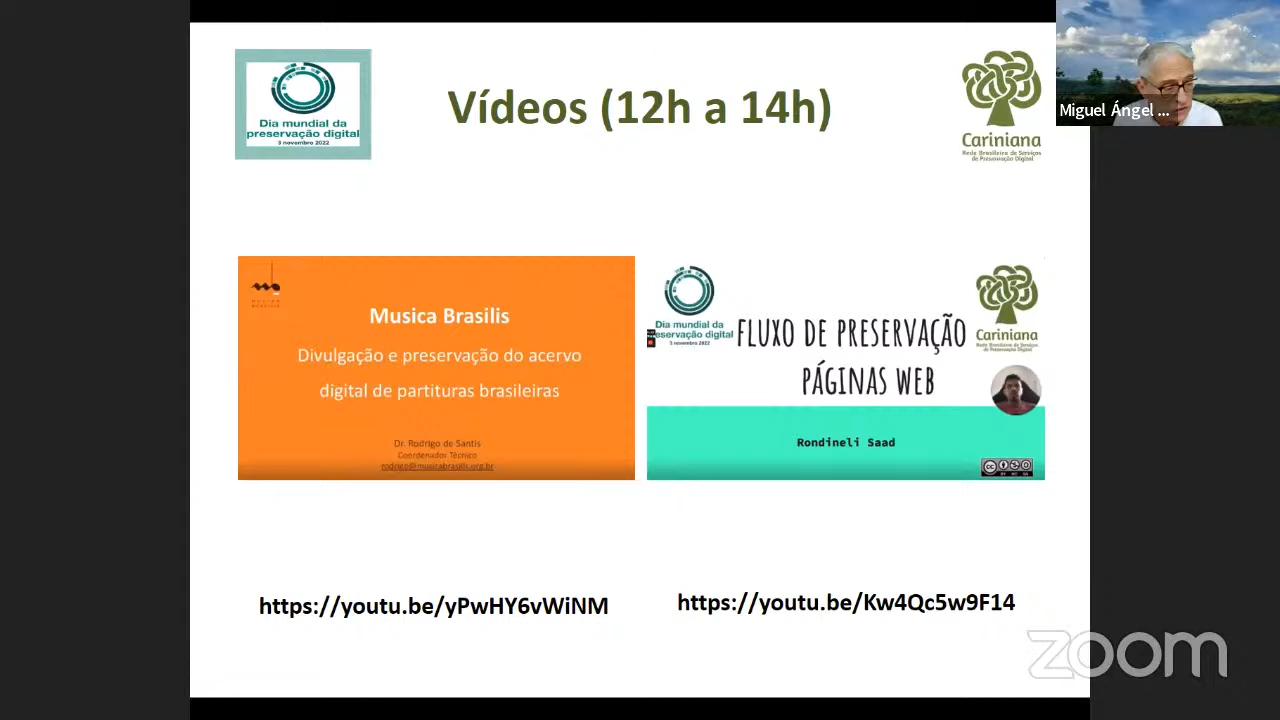 Dia mundial da
preservação digital
3 novembro 2022
Vídeos (12h a 14h)
Cariniana
Rede Brasileira de Serviços
de Preservação Digital
Miguel Ángel ...
Musica Brasilis
Divulgação e preservação do acervo
digital de partituras brasileiras
Dr. Rodrigo de Santis
Coordenador Técnico
rodrigo@musicabrasilis.org.br
Dia mundial da
reservação digital
3 novembro 2022
FLUXO DE PRESERVAÇÃO
PÁGINAS WEB
Cariniana
Rede Brasileira de Serviços
de Preservação Digital
Rondineli Saad
https://youtu.be/yPwHY6vWiNM
https://youtu.be/Kw4Qc5w9F14
zoom